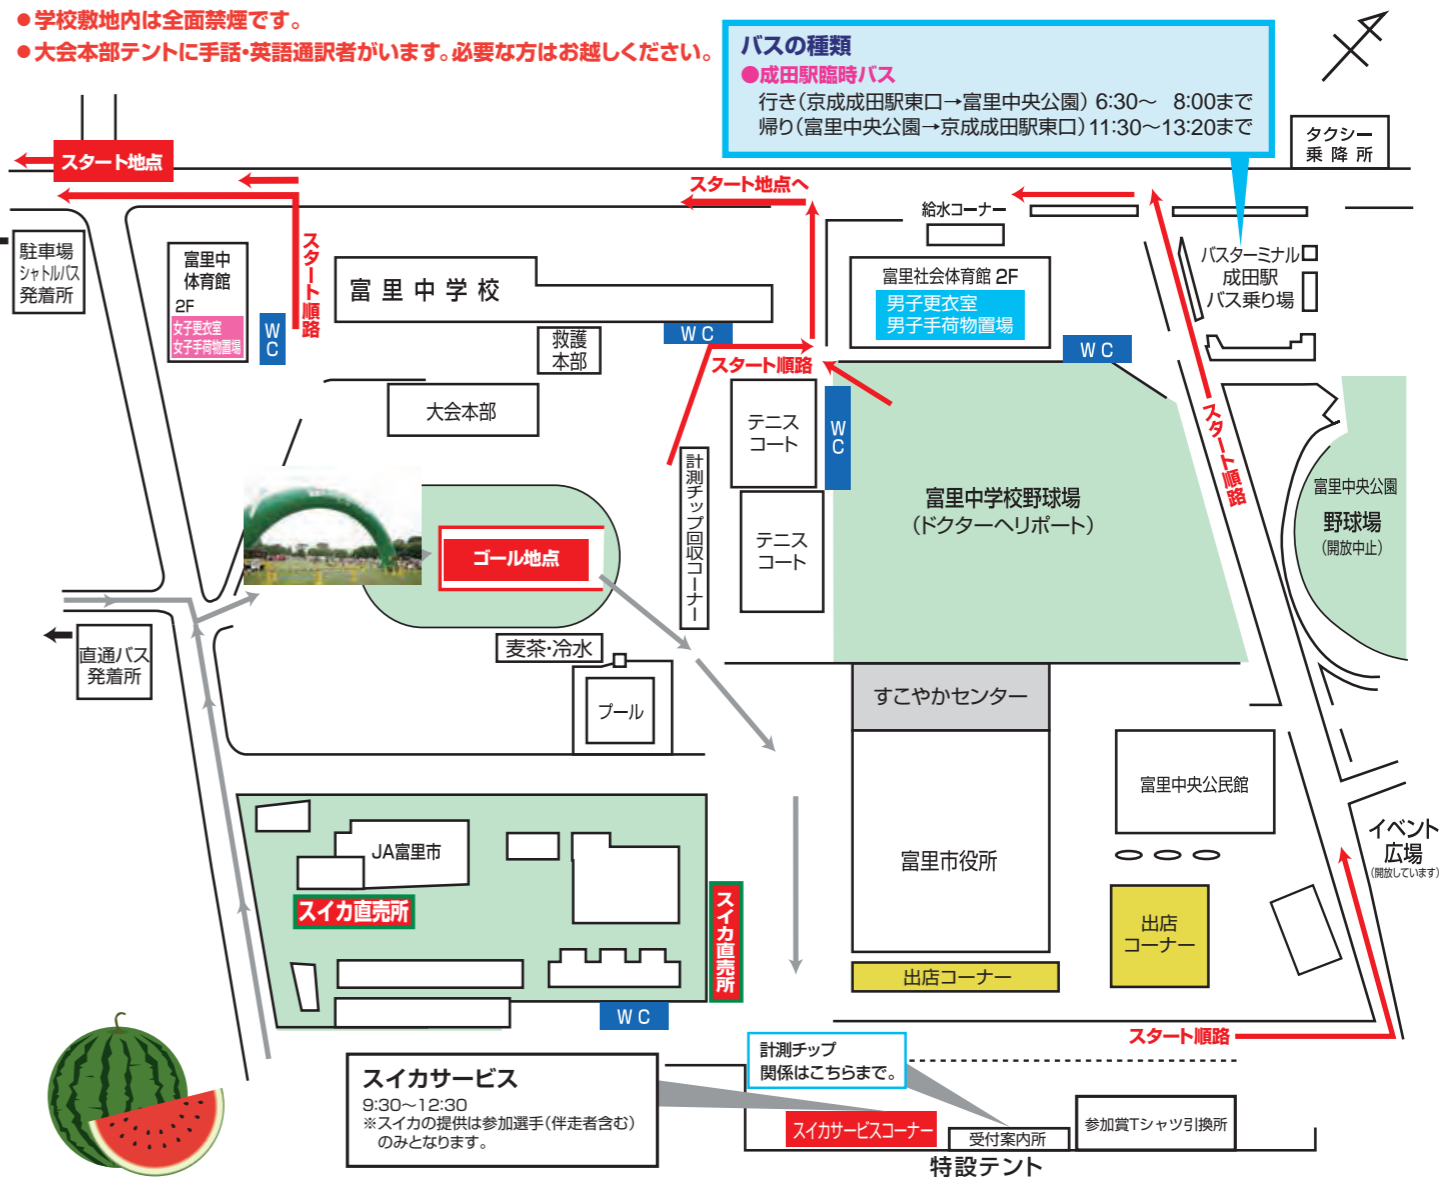 ●学校敷地内は全面禁煙です。
●大会本部テントに手話・英語通訳者がいます。必要な方はお越しください。
バスの種類
●成田駅臨時バス
行き(京成成田駅東口→富里中央公園) 6:30〜 8:00まで
帰り(富里中央公園→京成成田駅東口)11:30〜13:20まで
タクシー
乗降所
スタート地点
スタート地点へ
給水コーナー
駐車場
シャトルバス
発着所
富里中
体育館
2F
女子更衣室
女子手荷物置場
WC
スタート順路
富里中学校
WC
救護
本部
スタート順路
富里社会体育館 2F
男子更衣室
男子手荷物置場
WC
バスターミナル
成田駅
バス乗り場
大会本部
テニス
コート
WC
スタート順路
計測チップ回収コーナー
富里中学校野球場
(ドクターヘリポート)
富里中央公園
野球場
(開放中止)
ゴール地点
テニス
コート
麦茶・冷水
直通バス
発着所
プール
すこやかセンター
富里中央公民館
JA富里市
富里市役所
イベント
広場
(開放しています)
スイカ直売所
スイカ直売所
出店
コーナー
出店コーナー
WC
スタート順路
計測チップ
関係はこちらまで。
スイカサービス
9:30〜12:30
※スイカの提供は参加選手(伴走者含む)
のみとなります。
スイカサービスコーナー
受付案内所
参加賞Tシャツ引換所
特設テント